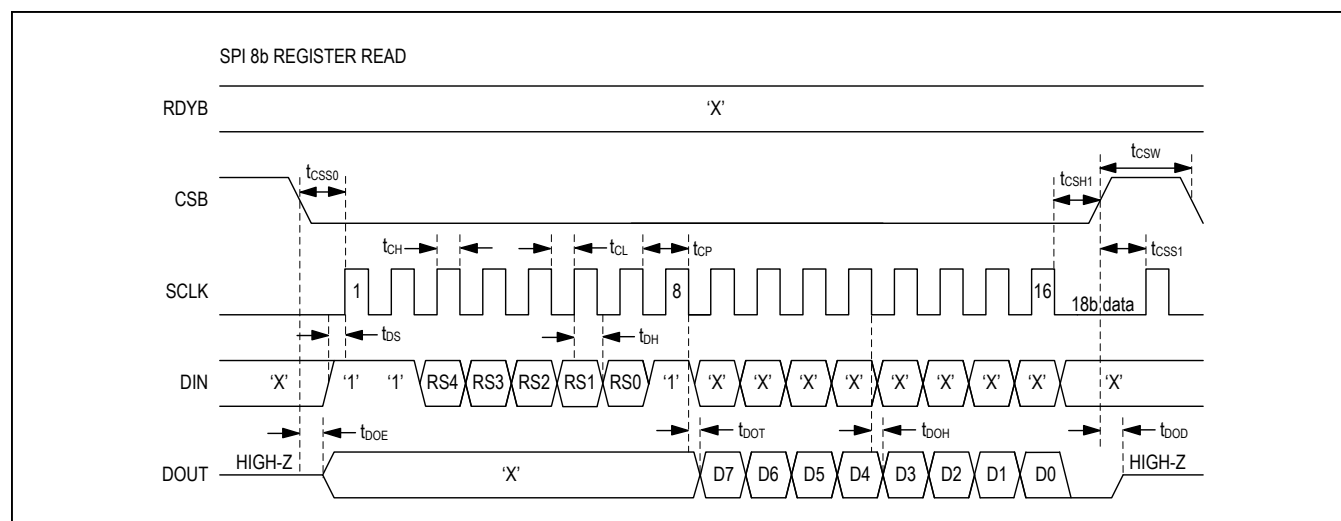 SPI 8b REGISTER READ
RDYB 'X'
tCSW
tCSS0 tCSH1
CSB
tCH tCL tCP tCSS1
SCLK 1 8 16 18b data
tDS tDH
DIN 'X' '1' '1' RS4 RS3 RS2 RS1 RS0 '1' 'X' 'X' 'X' 'X' 'X' 'X' 'X' 'X' 'X'
tDOE tDOT tDOH tDOD
DOUT HIGH-Z 'X' D7 D6 D5 D4 D3 D2 D1 D0 HIGH-Z